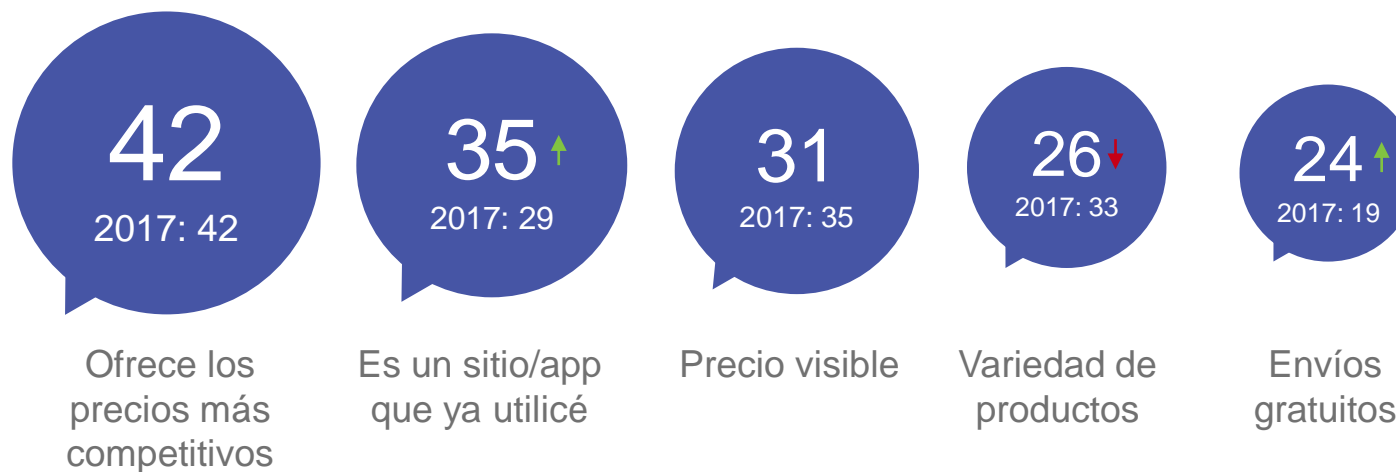 42
2017: 42
Ofrece los
precios más
competitivos
35
2017: 29
Es un sitio/app
que ya utilicé
31
2017: 35
Precio visible
26
2017: 33
Variedad de
productos
24
2017: 19
Envíos
gratuitos